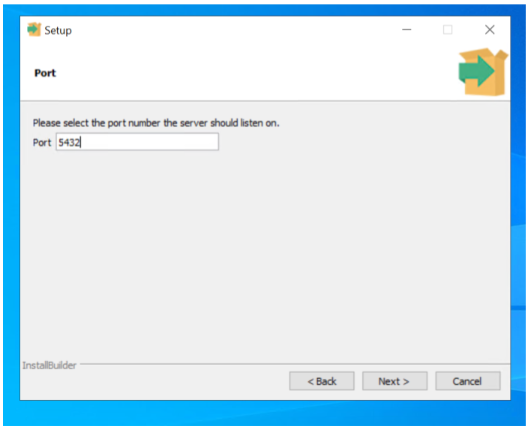 Setup
Port
Please select the port number the server should listen on.
Port 5432
InstallBuilder
< Back Next > Cancel